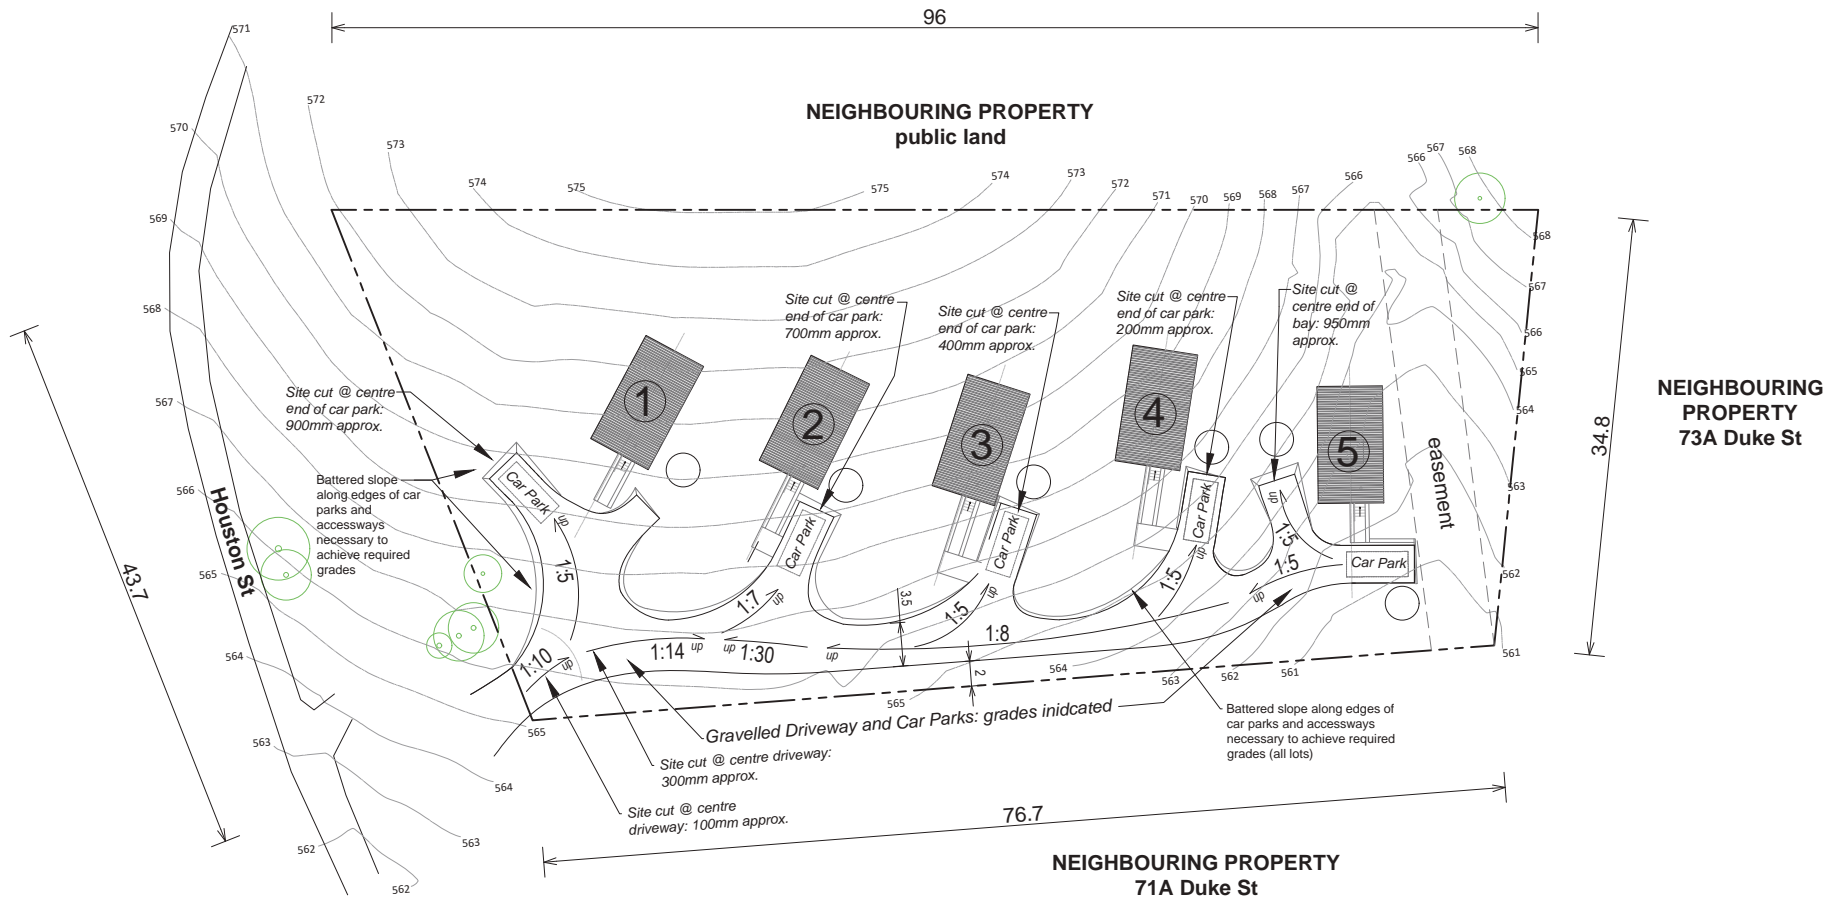 96
571
572
570
573
574
575
575
574
573
572
571
570
569
568
567
566
566
567
568
NEIGHBOURING PROPERTY
public land
569
568
568
567
566
565
564
563
562
561
34.8
NEIGHBOURING
PROPERTY
73A Duke St
Site cut @ centre
end of car park:
700mm approx.
Site cut @ centre
end of car park:
400mm approx.
Site cut @ centre
end of car park:
200mm approx.
Site cut @ centre
centre end of
bay: 950mm
approx.
Site cut @ centre
end of car park:
900mm approx.
567
566
565
564
563
562
562
563
564
565
Battered slope
along edges of car
parks and
accessways
necessary to
achieve required
grades
Houston St
43.7
1
2
3
4
5
easement
Car Park
Car Park
Car Park
Car Park
Car Park
up
up
up
up
up
up
1:5
1:7
1:5
1:5
1:5
1:5
3.5
1:10
up
1:14
up
up
1:30
up
1:8
2
565
564
563
562
561
Gravelled Driveway and Car Parks: grades inidcated
Site cut @ centre driveway:
300mm approx.
Site cut @ centre
driveway: 100mm approx.
Battered slope along edges of
car parks and accessways
necessary to achieve required
grades (all lots)
76.7
NEIGHBOURING PROPERTY
71A Duke St